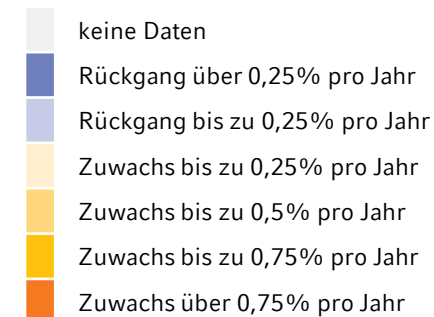 keine Daten
Rückgang über 0,25% pro Jahr
Rückgang bis zu 0,25% pro Jahr
Zuwachs bis zu 0,25% pro Jahr
Zuwachs bis zu 0,5% pro Jahr
Zuwachs bis zu 0,75% pro Jahr
Zuwachs über 0,75% pro Jahr